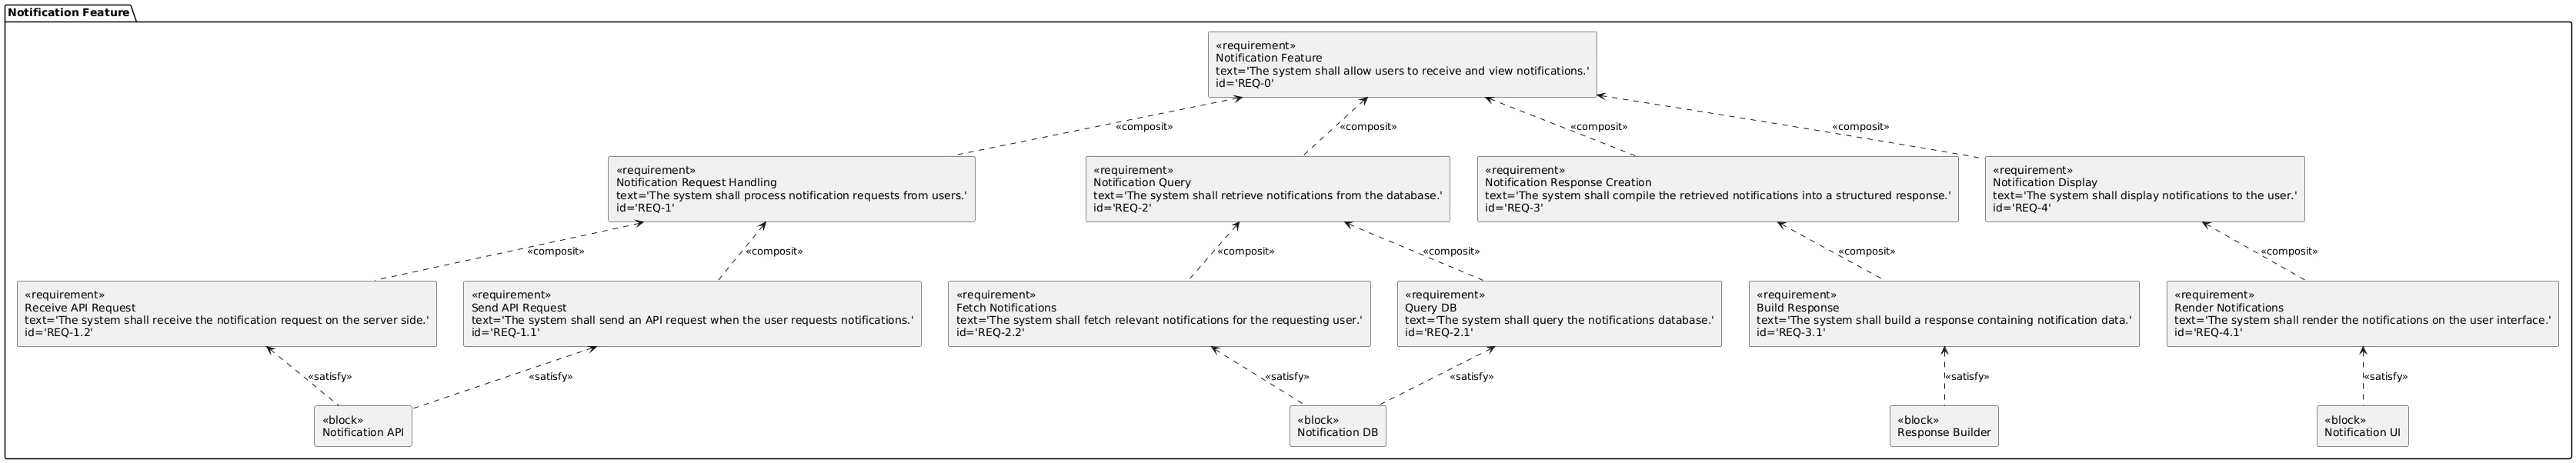 Notification Feature
«requirement»
Notification Feature
text='The system shall allow users to receive and view notifications.'
id='REQ-0'
«composit»
«composit»
«composit»
«composit»
«requirement»
Notification Request Handling
text='The system shall process notification requests from users.'
id='REQ-1'
«requirement»
Notification Query
text='The system shall retrieve notifications from the database.'
id='REQ-2'
«requirement»
Notification Response Creation
text='The system shall compile the retrieved notifications into a structured response.'
id='REQ-3'
«requirement»
Notification Display
text='The system shall display notifications to the user.'
id='REQ-4'
«composit»
«composit»
«composit»
«composit»
«composit»
«composit»
«requirement»
Receive API Request
text='The system shall receive the notification request on the server side.'
id='REQ-1.2'
«requirement»
Send API Request
text='The system shall send an API request when the user requests notifications.'
id='REQ-1.1'
«requirement»
Fetch Notifications
text='The system shall fetch relevant notifications for the requesting user.'
id='REQ-2.2'
«requirement»
Query DB
text='The system shall query the notifications database.'
id='REQ-2.1'
«requirement»
Build Response
text='The system shall build a response containing notification data.'
id='REQ-3.1'
«requirement»
Render Notifications
text='The system shall render the notifications on the user interface.'
id='REQ-4.1'
«satisfy»
«satisfy»
«satisfy»
«satisfy»
«satisfy»
«satisfy»
«block»
Notification API
«block»
Notification DB
«block»
Response Builder
«block»
Notification UI